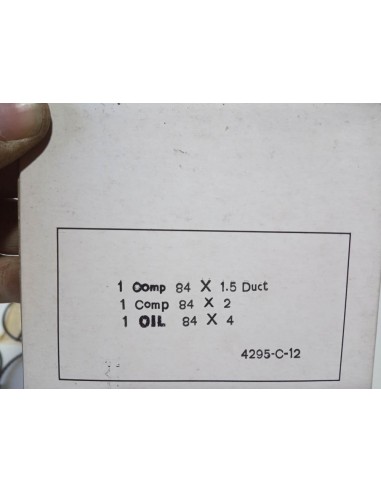 1 Comp 84 X 1.5 Duct
1 Comp 84 X 2
1 OIL 84 X 4
4295-C-12